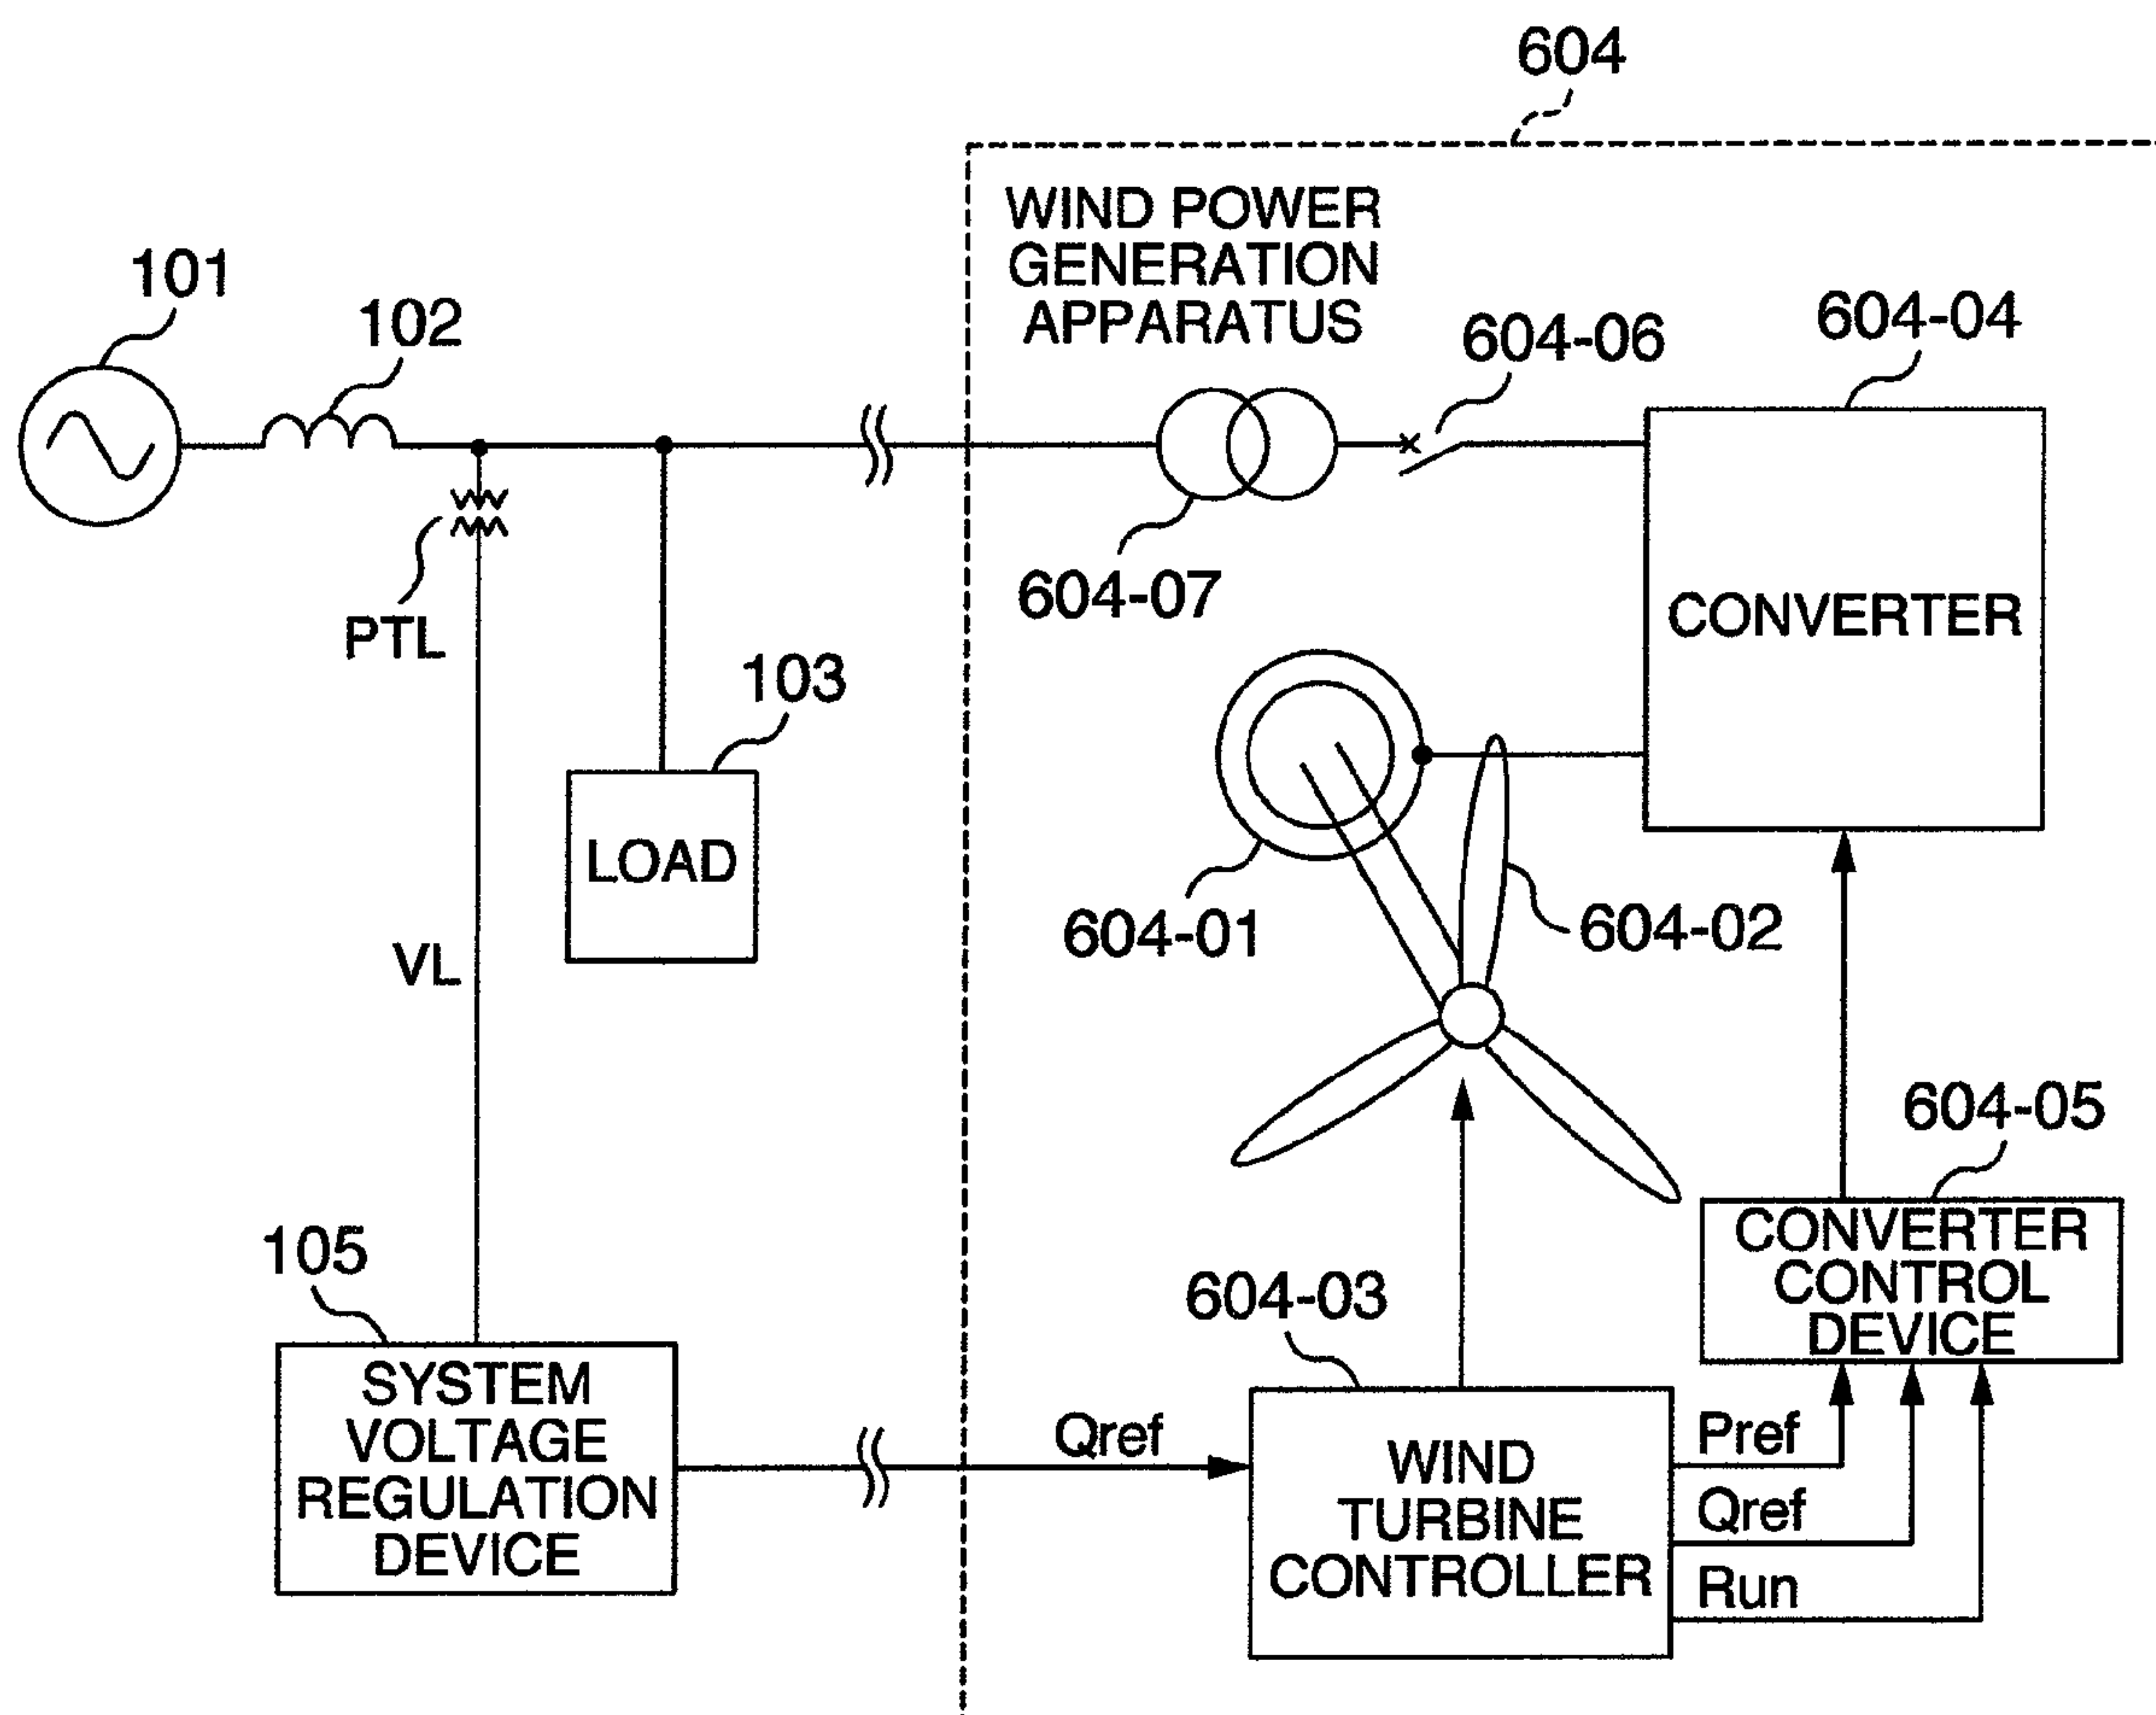 604
WIND POWER
GENERATION
APPARATUS
101
102
604-06
604-04
PTL
604-07
CONVERTER
103
LOAD
604-01
604-02
VL
604-05
CONVERTER
CONTROL
DEVICE
105
604-03
SYSTEM
VOLTAGE
REGULATION
DEVICE
Qref
WIND
TURBINE
CONTROLLER
Pref
Qref
Run